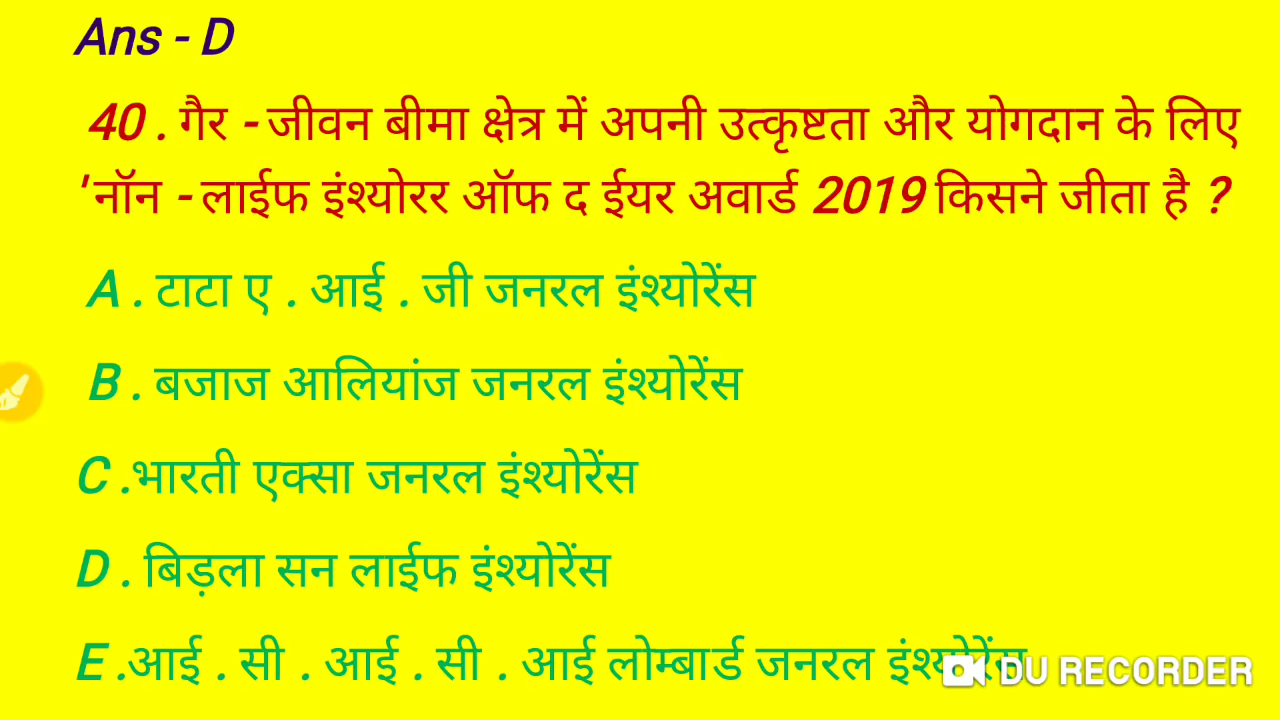 Ans - D
40 . गैर - जीवन बीमा क्षेत्र में अपनी उत्कृष्टता और योगदान के लिए
'नॉन - लाईफ इंश्योरर ऑफ द ईयर अवार्ड 2019 किसने जीता है ?
A . टाटा ए . आई . जी जनरल इंश्योरेंस
B . बजाज आलियांज जनरल इंश्योरेंस
C .भारती एक्सा जनरल इंश्योरेंस
D . बिड़ला सन लाईफ इंश्योरेंस
E .आई . सी . आई . सी . आई लोम्बार्ड जनरल इंश्योरेंस
DU RECORDER